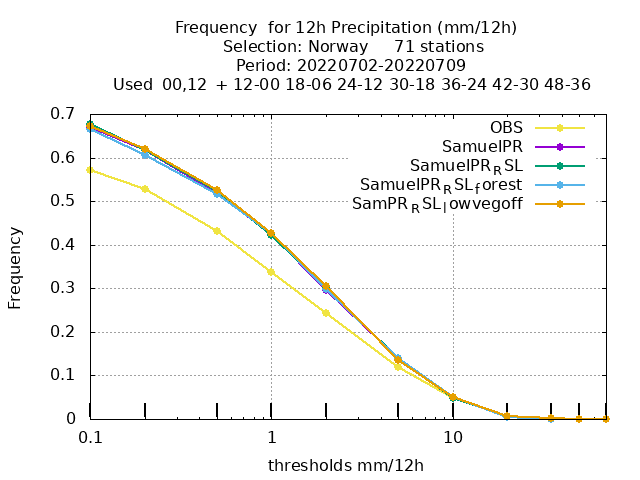 Frequency  for 12h Precipitation (mm/12h)
Selection: Norway     71 stations
Period: 20220702-20220709
Used  00,12  + 12-00 18-06 24-12 30-18 36-24 42-30 48-36
OBS
SamuelPR
SamuelPR_RSL
SamuelPR_RSL_forest
SamPR_RSL_lowvegoff
0.7
0.6
0.5
0.4
0.3
0.2
0.1
0
Frequency
0.1 1 10
thresholds mm/12h